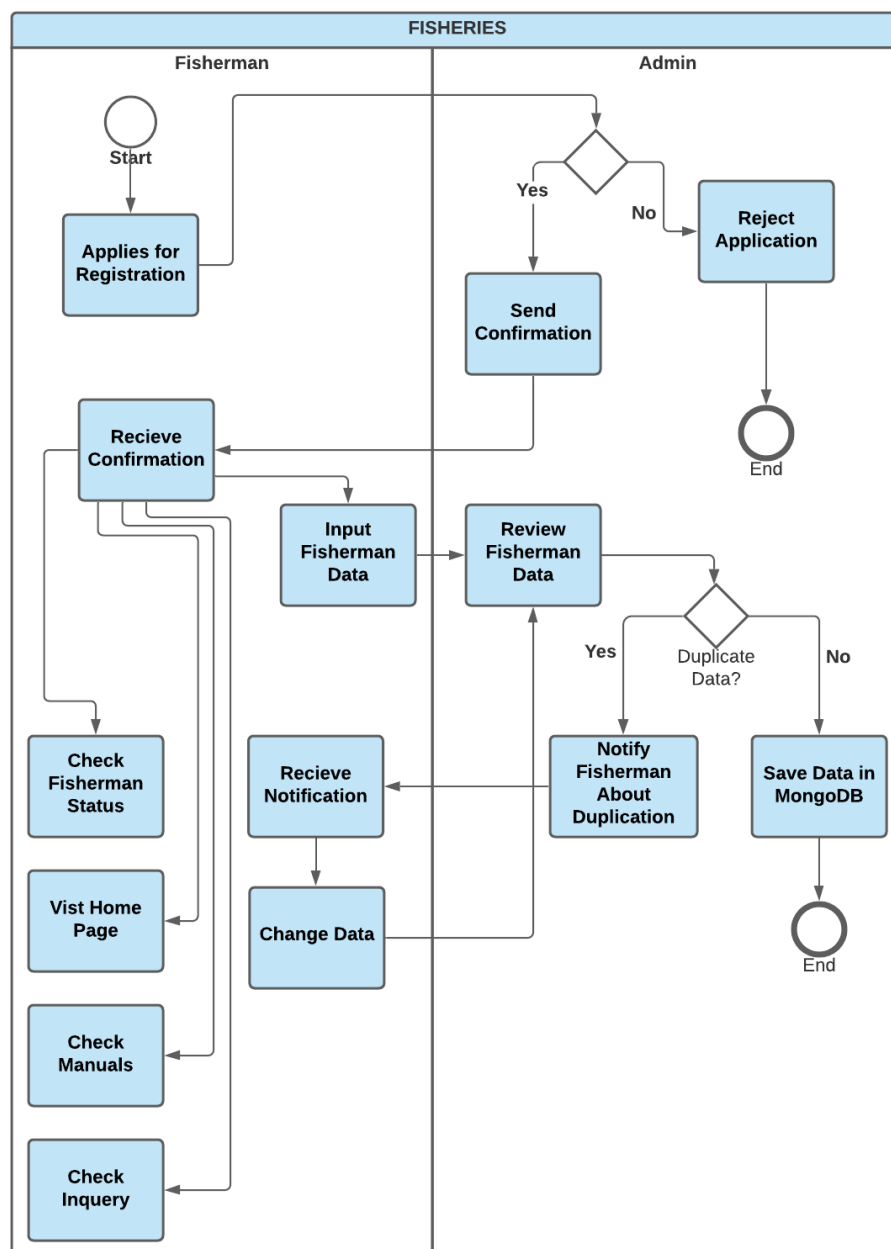 FISHERIES
Fisherman
Admin
Start
Yes
No
Reject
Application
Applies for
Registration
Send
Confirmation
Recieve
Confirmation
End
Input
Fisherman
Data
Review
Fisherman
Data
Yes
Duplicate
Data?
No
Check
Fisherman
Status
Recieve
Notification
Notify
Fisherman
About
Duplication
Save Data in
MongoDB
Vist Home
Page
Change Data
End
Check
Manuals
Check
Inquery